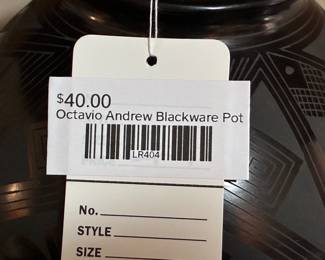 $40.00
Octavio Andrew Blackware Pot
LR404
No.
STYLE
SIZE